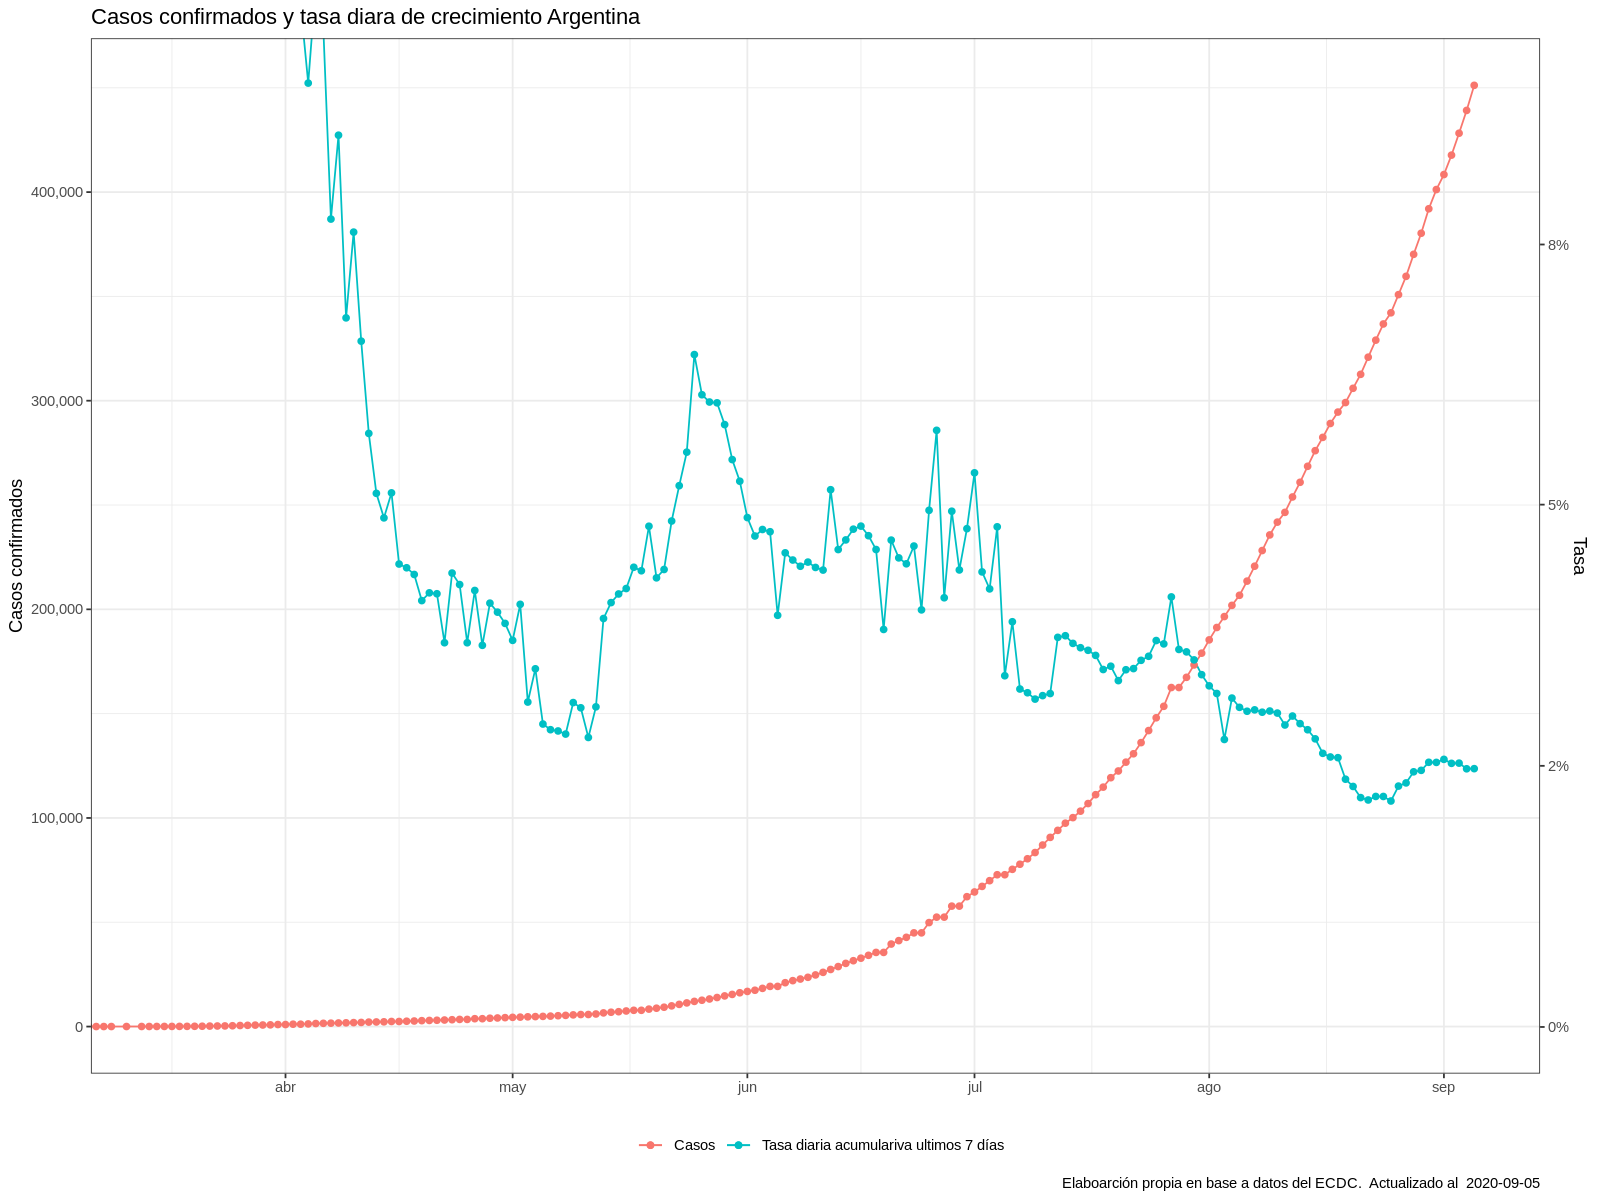 Casos confirmados y tasa diara de crecimiento Argentina
Casos confirmados
400,000
300,000
200,000
100,000
0
8%
5%
2%
0%
Tasa
abr
may
jun
jul
ago
sep
Casos
Tasa diaria acumulariva ultimos 7 días
Elaboarción propia en base a datos del ECDC.  Actualizado al  2020-09-05